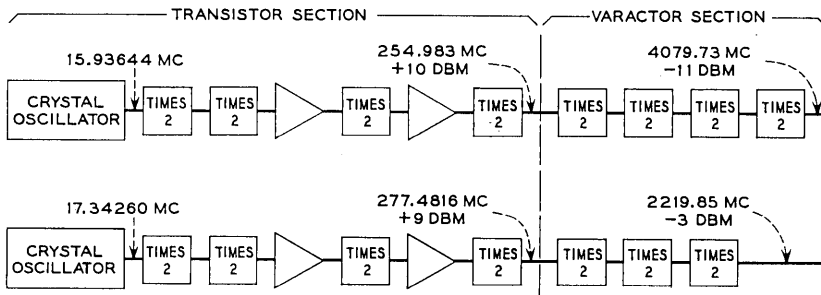 TRANSISTOR SECTION
VARACTOR SECTION
15.93644 MC
254.983 MC
+10 DBM
4079.73 MC
-11 DBM
CRYSTAL
OSCILLATOR
TIMES
2
TIMES
2
TIMES
2
TIMES
2
TIMES
2
TIMES
2
TIMES
2
TIMES
2
17.34260 MC
277.4816 MC
+9 DBM
2219.85 MC
-3 DBM
CRYSTAL
OSCILLATOR
TIMES
2
TIMES
2
TIMES
2
TIMES
2
TIMES
2
TIMES
2
TIMES
2